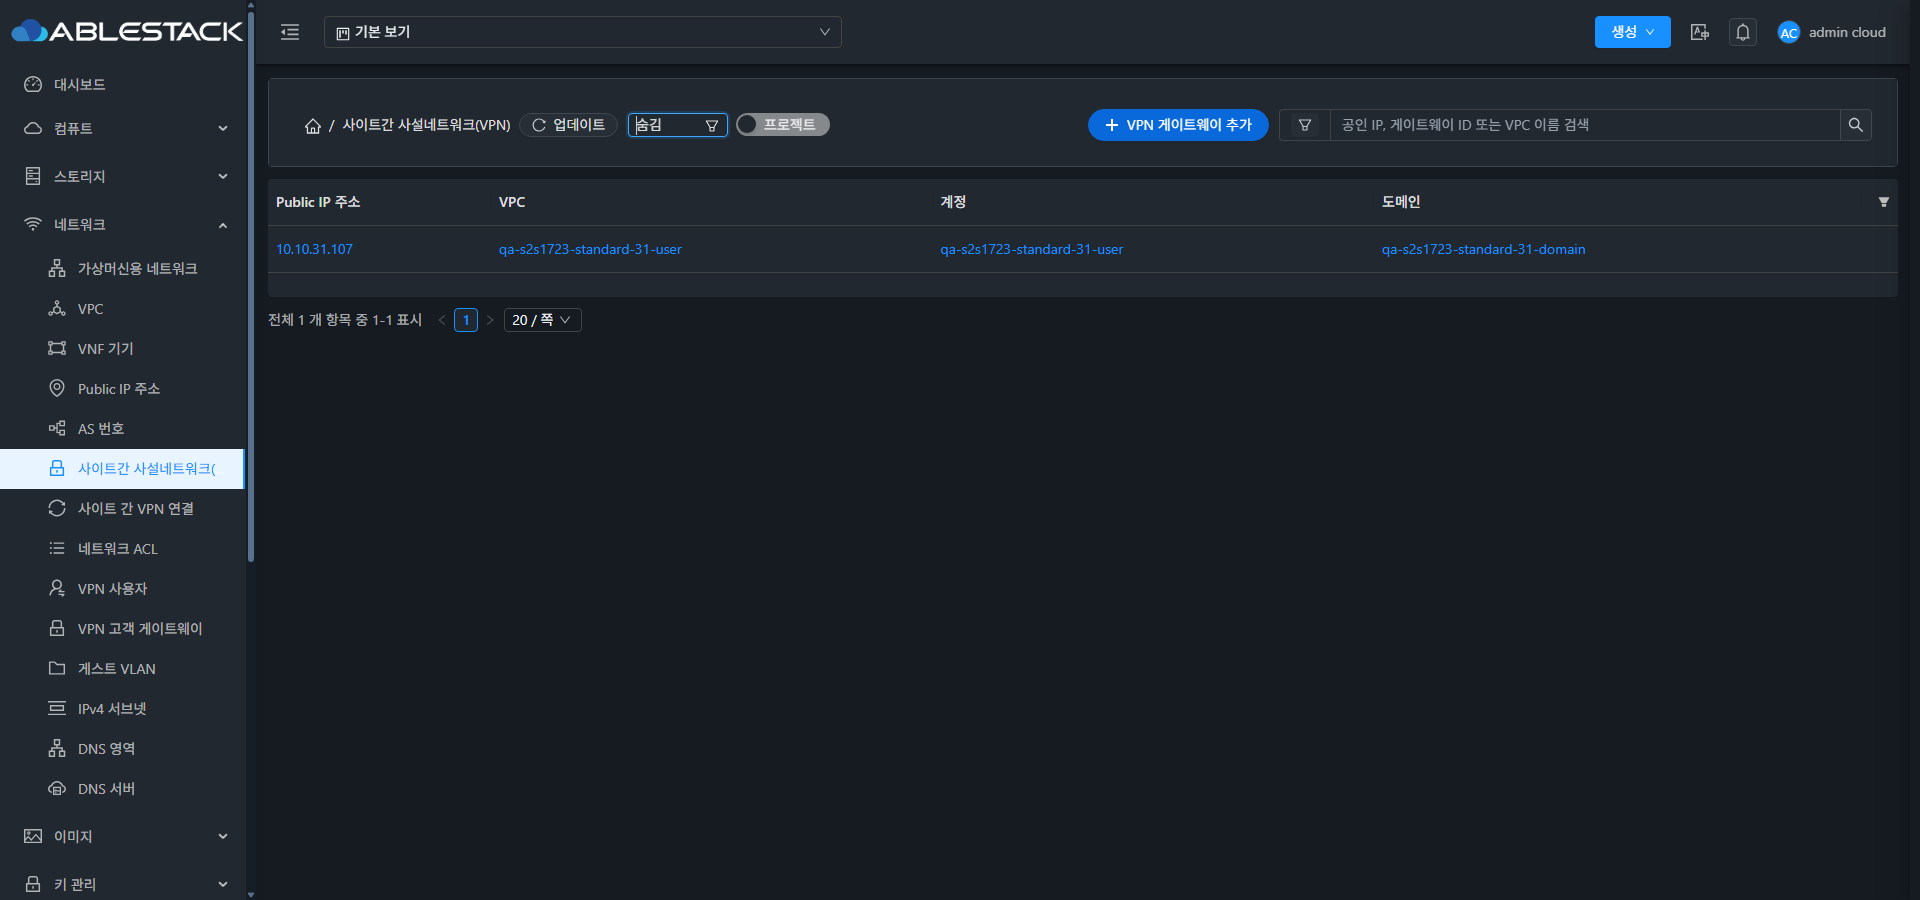 ABLESTACK
기본 보기
생성
AC
admin cloud
대시보드
컴퓨트
스토리지
네트워크
가상머신용 네트워크
VPC
VNF 기기
Public IP 주소
AS 번호
사이트간 사설네트워크(
사이트 간 VPN 연결
네트워크 ACL
VPN 사용자
VPN 고객 게이트웨이
게스트 VLAN
IPv4 서브넷
DNS 영역
DNS 서버
이미지
키 관리
/ 사이트간 사설네트워크(VPN)
업데이트
숨김
프로젝트
+ VPN 게이트웨이 추가
공인 IP, 게이트웨이 ID 또는 VPC 이름 검색
Public IP 주소 VPC 계정 도메인
10.10.31.107 qa-s2s1723-standard-31-user qa-s2s1723-standard-31-user qa-s2s1723-standard-31-domain
전체 1 개 항목 중 1-1 표시 < 1 > 20 / 쪽